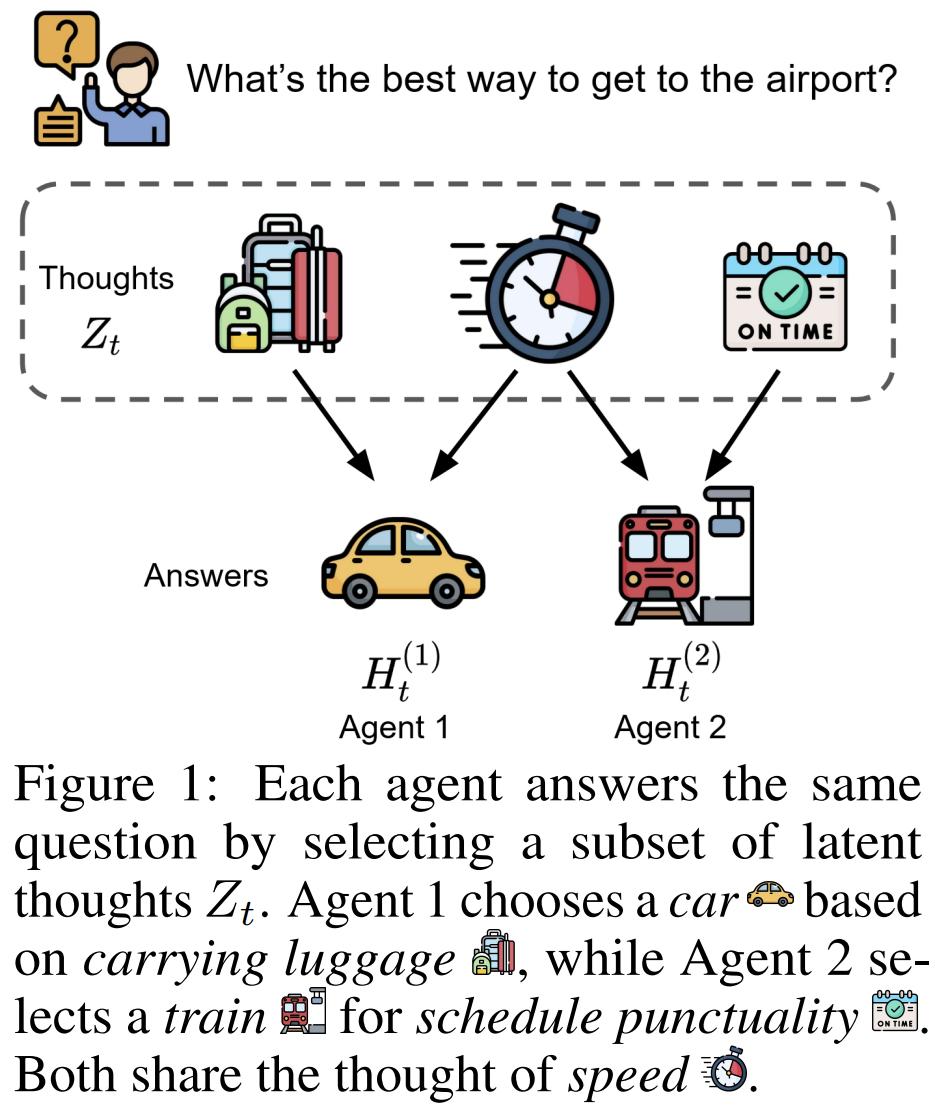 What's the best way to get to the airport?
Thoughts
Z_t
ON TIME
Answers
H_t^{(1)}
H_t^{(2)}
Agent 1
Agent 2
Figure 1: Each agent answers the same
question by selecting a subset of latent
thoughts Z_t. Agent 1 chooses a car based
on carrying luggage , while Agent 2 se-
lects a train for schedule punctuality ON TIME.
Both share the thought of speed .